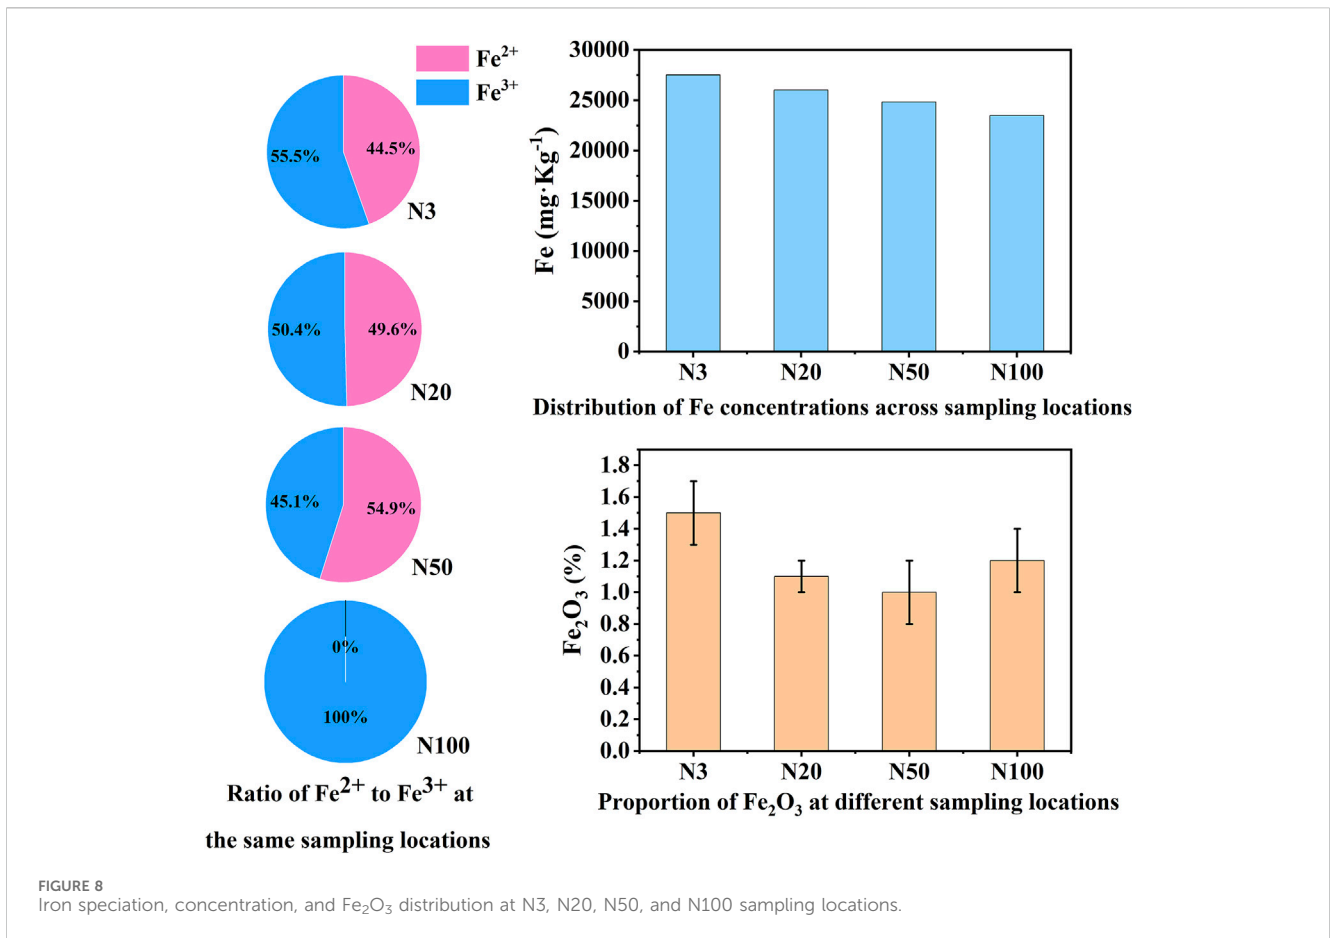 Fe²⁺
Fe³⁺
55.5%
44.5%
N3
50.4%
49.6%
N20
45.1%
54.9%
N50
0%
100%
N100
Ratio of Fe²⁺ to Fe³⁺ at
the same sampling locations
30000
25000
20000
15000
10000
5000
0
Fe (mg·Kg⁻¹)
N3 N20 N50 N100
Distribution of Fe concentrations across sampling locations
1.8
1.6
1.4
1.2
1.0
0.8
0.6
0.4
0.2
0.0
Fe₂O₃ (%)
N3 N20 N50 N100
Proportion of Fe₂O₃ at different sampling locations
FIGURE 8
Iron speciation, concentration, and Fe₂O₃ distribution at N3, N20, N50, and N100 sampling locations.